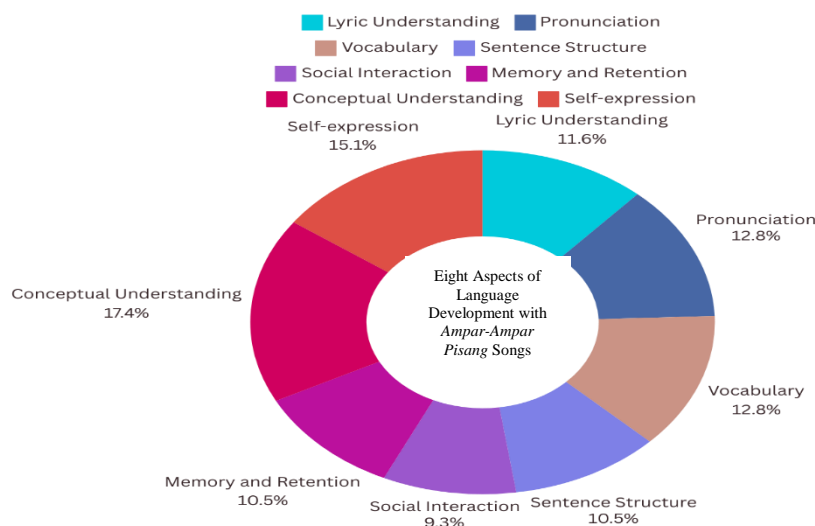 Lyric Understanding Pronunciation
Vocabulary Sentence Structure
Social Interaction Memory and Retention
Conceptual Understanding Self-expression
Self-expression
15.1%
Lyric Understanding
11.6%
Pronunciation
12.8%
Conceptual Understanding
17.4%
Eight Aspects of
Language
Development with
Ampar-Ampar
Pisang Songs
Vocabulary
12.8%
Memory and Retention
10.5%
Social Interaction
9.3%
Sentence Structure
10.5%